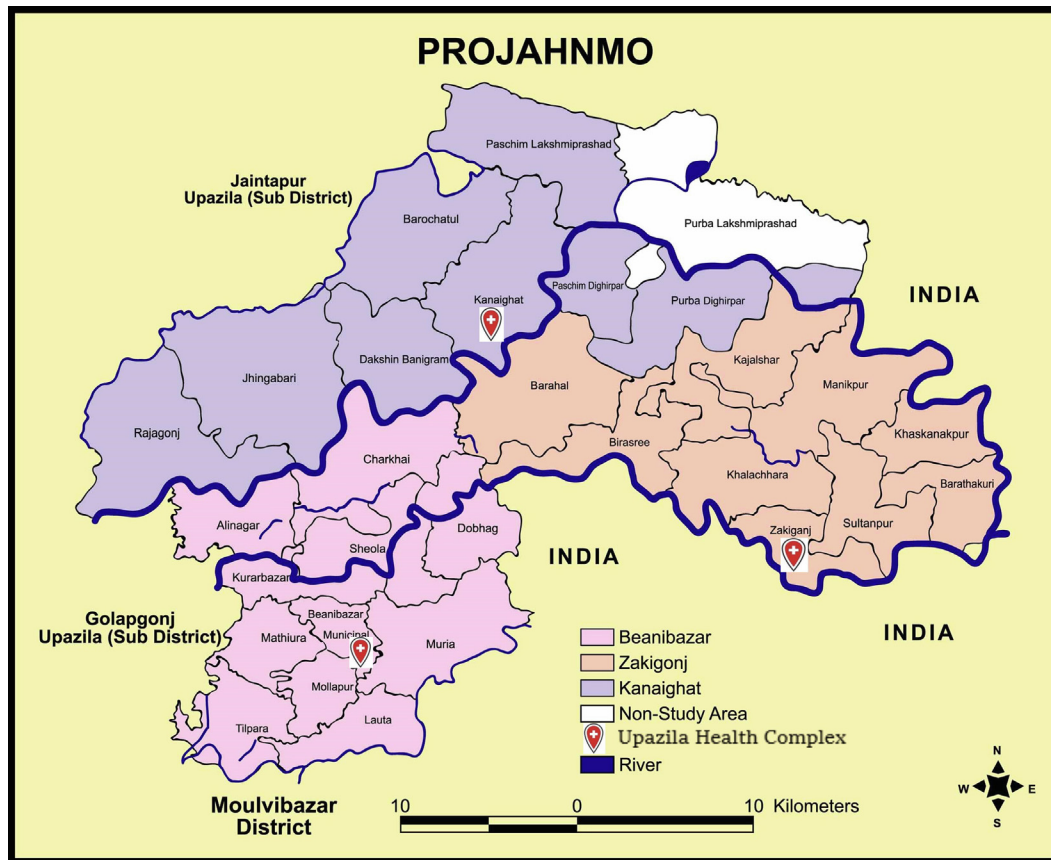 PROJAHNMO
Paschim Lakshmiprashad
Jaintapur
Upazila (Sub District)
Barochatul
Purba Lakshmiprashad
Kanaighat
Paschim Dighirpar
Purba Dighirpar
INDIA
Dakshin Banigram
Jhingabari
Barahal
Kajalshar
Manikpur
Rajagonj
Birasree
Khaskanakpur
Charkhai
Khalachhara
Barathakuri
Alinagar
Dobhag
Zakiganj
Sultanpur
Sheola
INDIA
Kurarbazar
Golapgonj
Upazila (Sub District)
Beanibazar
Municipal
Mathiura
Muria
INDIA
Mollapur
Tilpara
Lauta
Beanibazar
Zakigonj
Kanaighat
Non-Study Area
Upazila Health Complex
River
Moulvibazar
District
10 0 10 Kilometers
N
W E
S